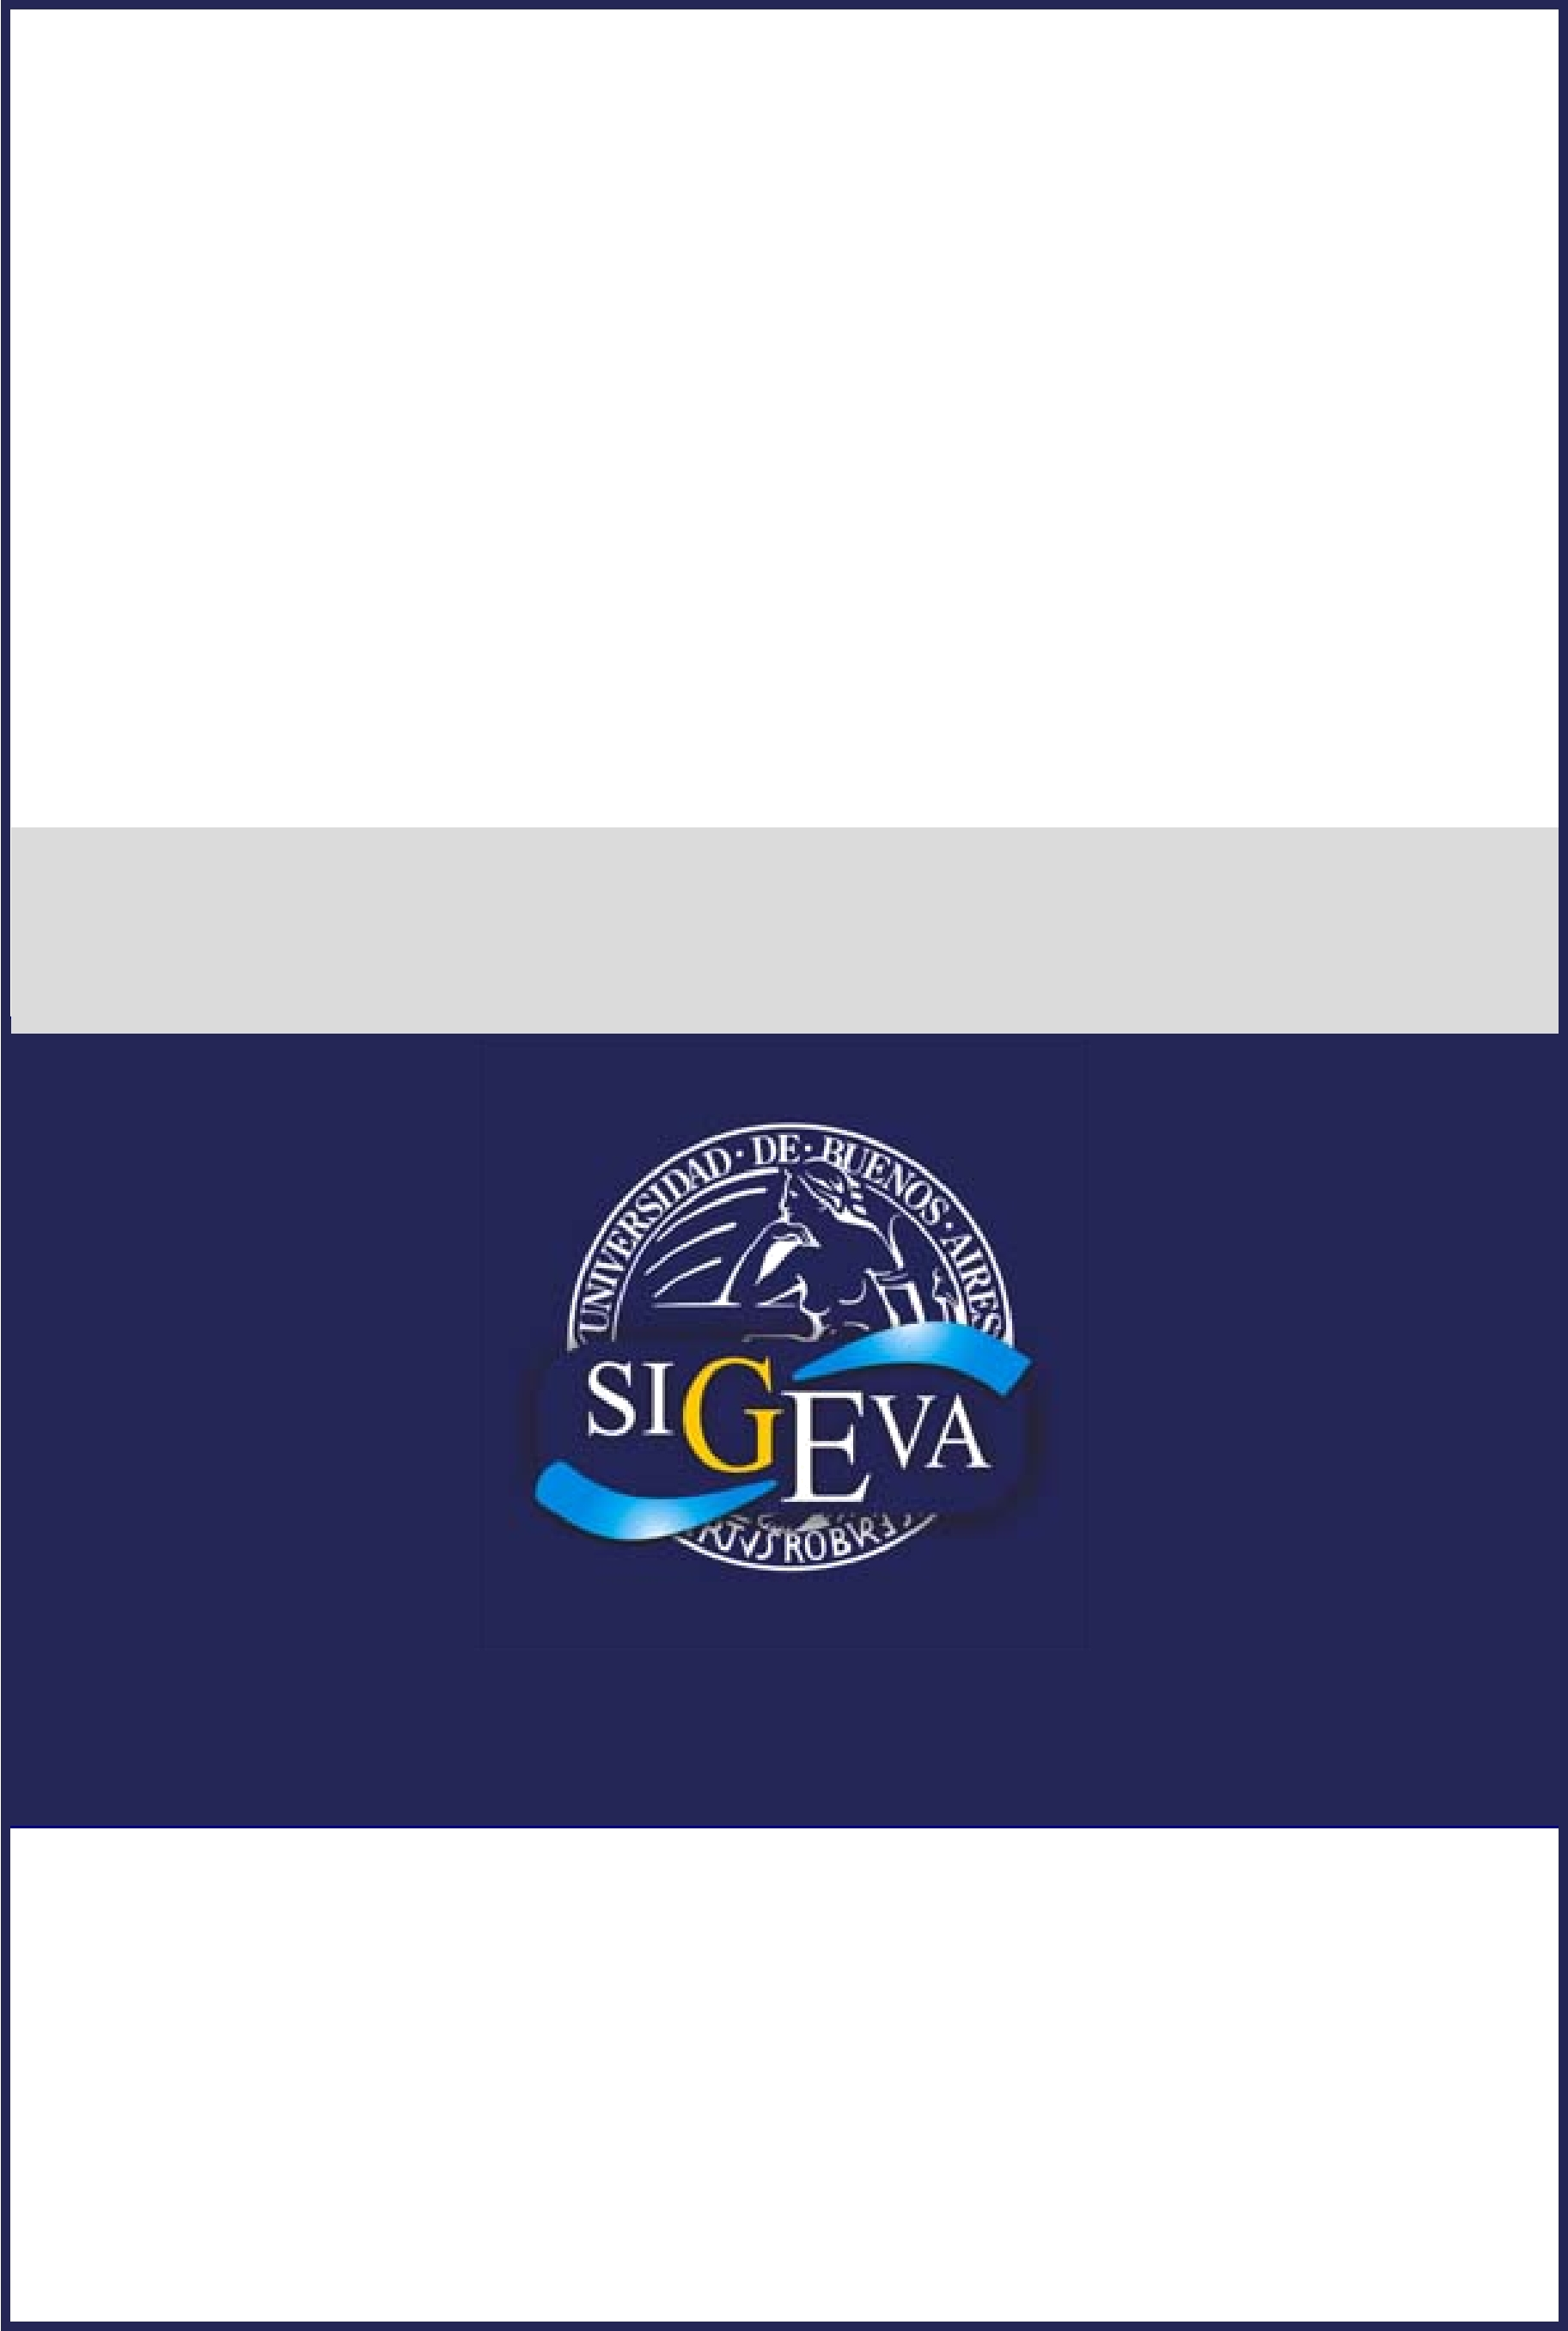 UNIVERSIDAD · DE · BUENOS · AIRES
SIGEVA